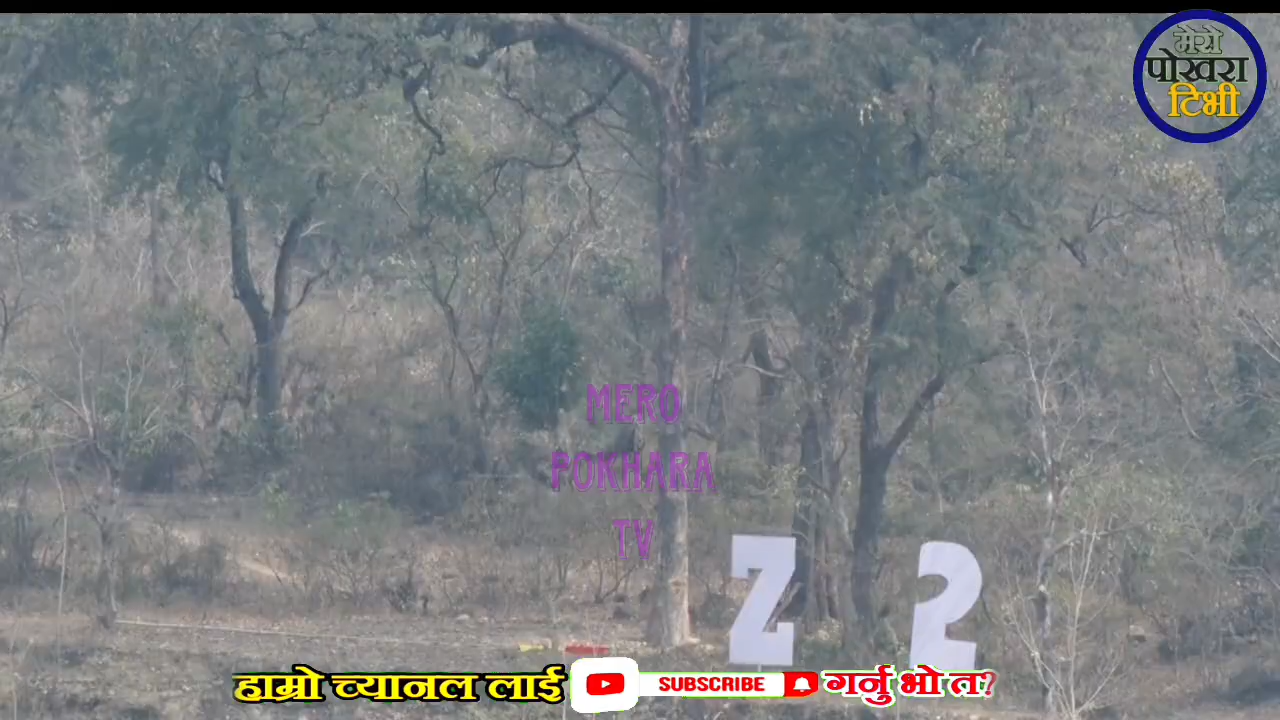 मेरो
पोखरा
टिभी
MERO
POKHARA
TV
Z 2
हाम्रो च्यानल लाई SUBSCRIBE गर्नु भो त?